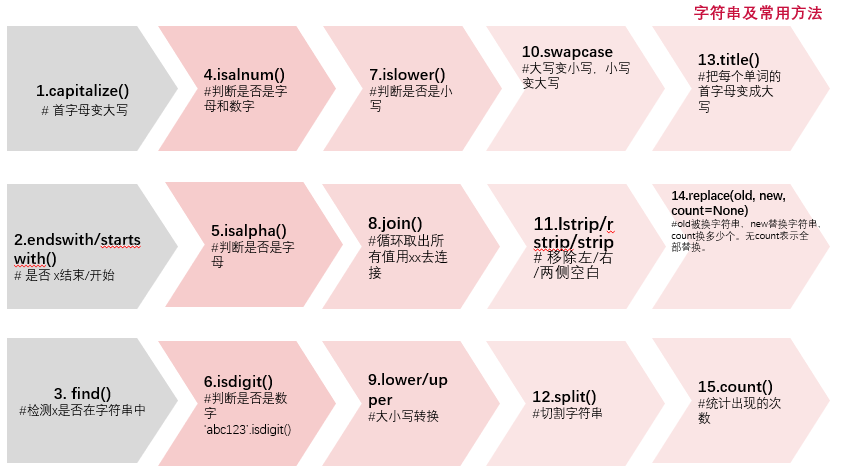 字符串及常用方法
1.capitalize()
# 首字母变大写
4.isalnum()
#判断是否是字
母和数字
7.islower()
#判断是否是小
写
10.swapcase
#大写变小写，小写
变大写
13.title()
#把每个单词的
首字母变成大
写
2.endswith/starts
with()
# 是否 x结束/开始
5.isalpha()
#判断是否是字
母
8.join()
#循环取出所
有值用xx去连
接
11.lstrip/r
strip/strip
# 移除左/右
/两侧空白
14.replace(old, new,
count=None)
#old被换字符串，new替换字符串，
count换多少个。无count表示全
部替换。
3. find()
#检测x是否在字符串中
6.isdigit()
#判断是否是数
字
'abc123'.isdigit()
9.lower/up
per
#大小写转换
12.split()
#切割字符串
15.count()
#统计出现的次
数